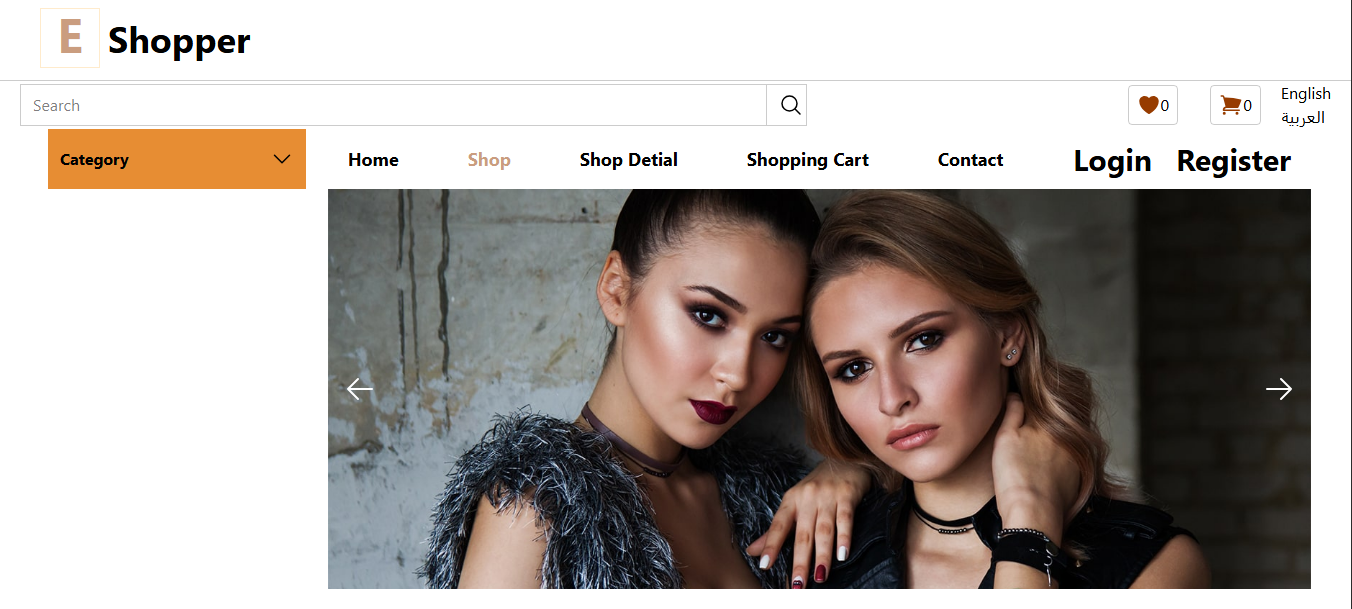 E Shopper
Search
0
0
English
العربية
Category
Home Shop Shop Detial Shopping Cart Contact Login Register